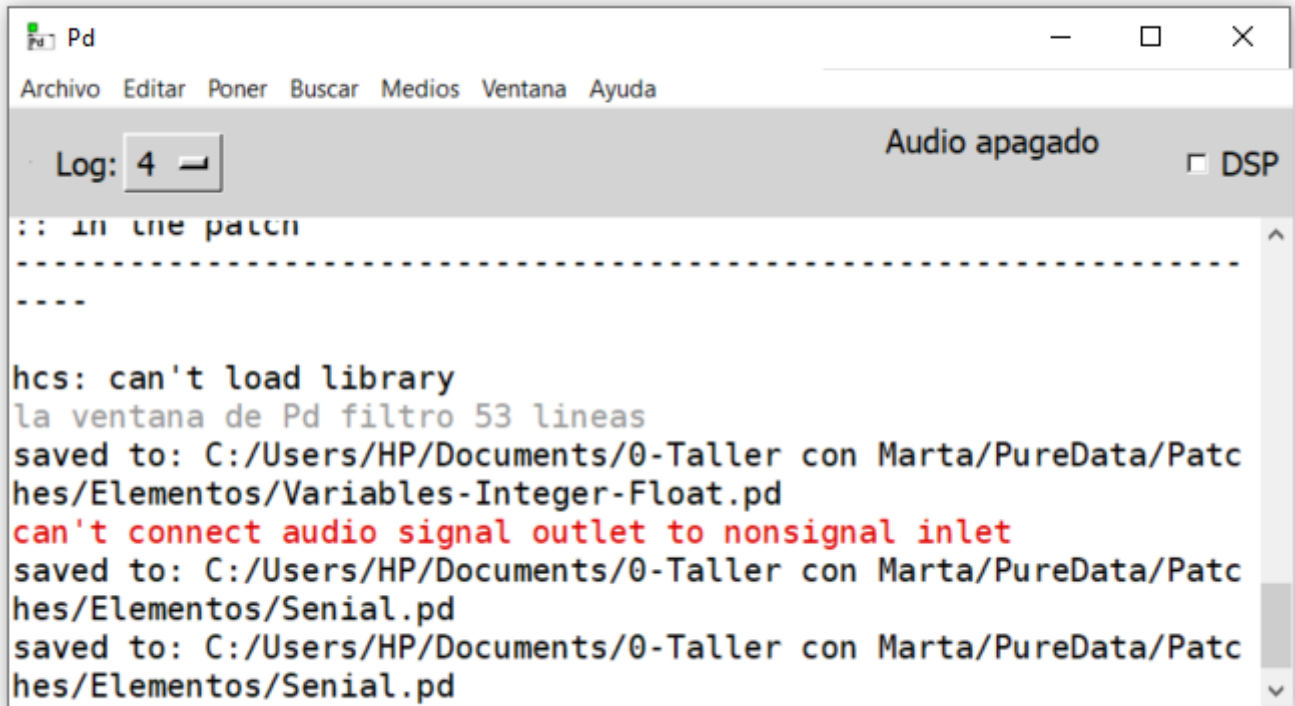 Pd
Archivo Editar Poner Buscar Medios Ventana Ayuda
Audio apagado
Log: 4
DSP
:: in the patch
----------------------------------------------------------------
----
hcs: can't load library
la ventana de Pd filtro 53 lineas
saved to: C:/Users/HP/Documents/0-Taller con Marta/PureData/Patc
hes/Elementos/Variables-Integer-Float.pd
can't connect audio signal outlet to nonsignal inlet
saved to: C:/Users/HP/Documents/0-Taller con Marta/PureData/Patc
hes/Elementos/Senial.pd
saved to: C:/Users/HP/Documents/0-Taller con Marta/PureData/Patc
hes/Elementos/Senial.pd